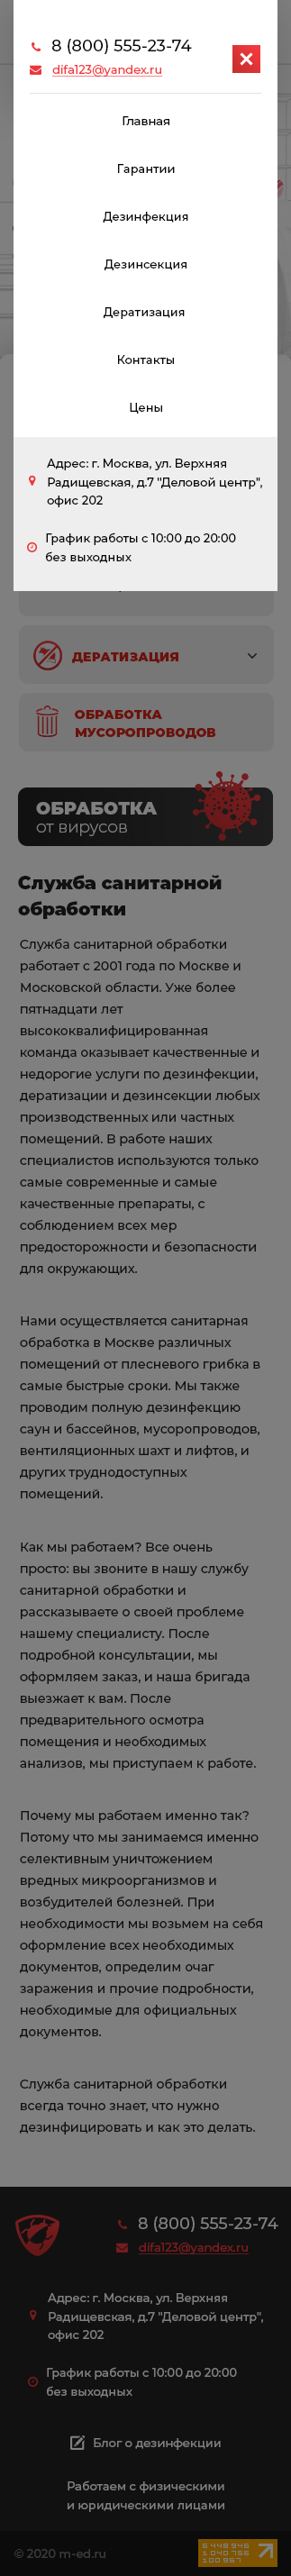 8 (800) 555-23-74
difa123@yandex.ru
Главная
Гарантии
Дезинфекция
Дезинсекция
Дератизация
Контакты
Цены
Адрес: г. Москва, ул. Верхняя
Радищевская, д.7 "Деловой центр",
офис 202
График работы с 10:00 до 20:00
без выходных
ДЕРАТИЗАЦИЯ
ОБРАБОТКА
МУСОРОПРОВОДОВ
ОБРАБОТКА
от вирусов
Служба санитарной
обработки
Служба санитарной обработки
работает с 2001 года по Москве и
Московской области. Уже более
пятнадцати лет
высококвалифицированная
команда оказывает качественные и
недорогие услуги по дезинфекции,
дератизации и дезинсекции любых
производственных или частных
помещений. В работе наших
специалистов используются только
самые современные и самые
качественные препараты, с
соблюдением всех мер
предосторожности и безопасности
для окружающих.
Нами осуществляется санитарная
обработка в Москве различных
помещений от плесневого грибка в
самые быстрые сроки. Мы также
проводим полную дезинфекцию
саун и бассейнов, мусоропроводов,
вентиляционных шахт и лифтов, и
других труднодоступных
помещений.
Как мы работаем? Все очень
просто: вы звоните в нашу службу
санитарной обработки и
рассказываете о своей проблеме
нашему специалисту. После
подробной консультации, мы
оформляем заказ, и наша бригада
выезжает к вам. После
предварительного осмотра
помещения и необходимых
анализов, мы приступаем к работе.
Почему мы работаем именно так?
Потому что мы занимаемся именно
селективным уничтожением
вредных микроорганизмов и
возбудителей болезней. При
необходимости мы возьмем на себя
оформление всех необходимых
документов, определим очаг
заражения и прочие подробности,
необходимые для официальных
документов.
Служба санитарной обработки
всегда точно знает, что нужно
дезинфицировать и как это делать.
8 (800) 555-23-74
difa123@yandex.ru
Адрес: г. Москва, ул. Верхняя
Радищевская, д.7 "Деловой центр",
офис 202
График работы с 10:00 до 20:00
без выходных
Блог о дезинфекции
Работаем с физическими
и юридическими лицами
© 2020 m-ed.ru